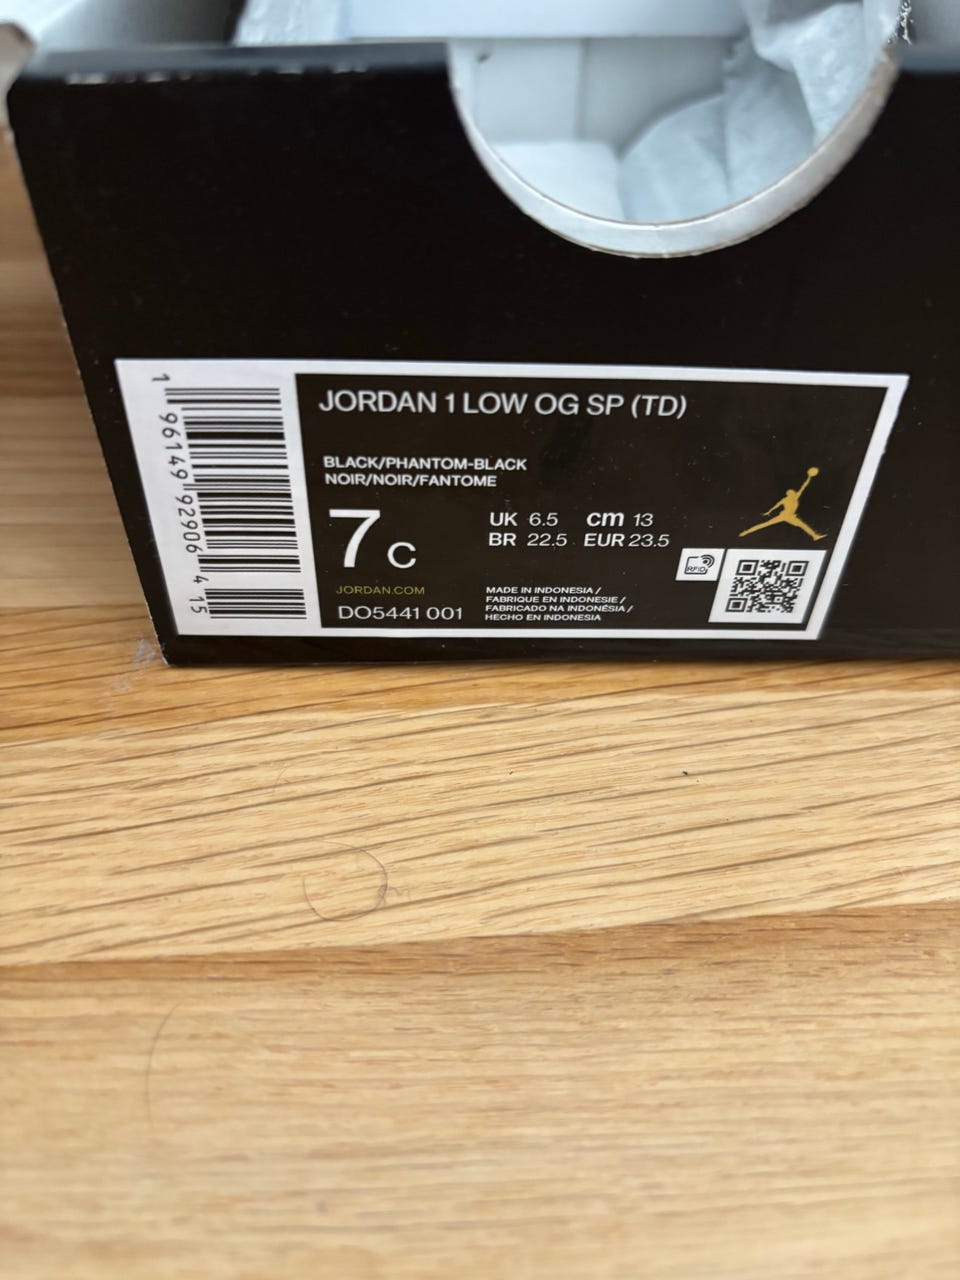 JORDAN 1 LOW OG SP (TD)
BLACK/PHANTOM-BLACK
NOIR/NOIR/FANTOME
7 C
UK 6.5 cm 13
BR 22.5 EUR 23.5
RFID
JORDAN.COM
DO5441 001
MADE IN INDONESIA /
FABRIQUE EN INDONESIE /
FABRICADO NA INDONÉSIA /
HECHO EN INDONESIA
1 96149 92906 4 15